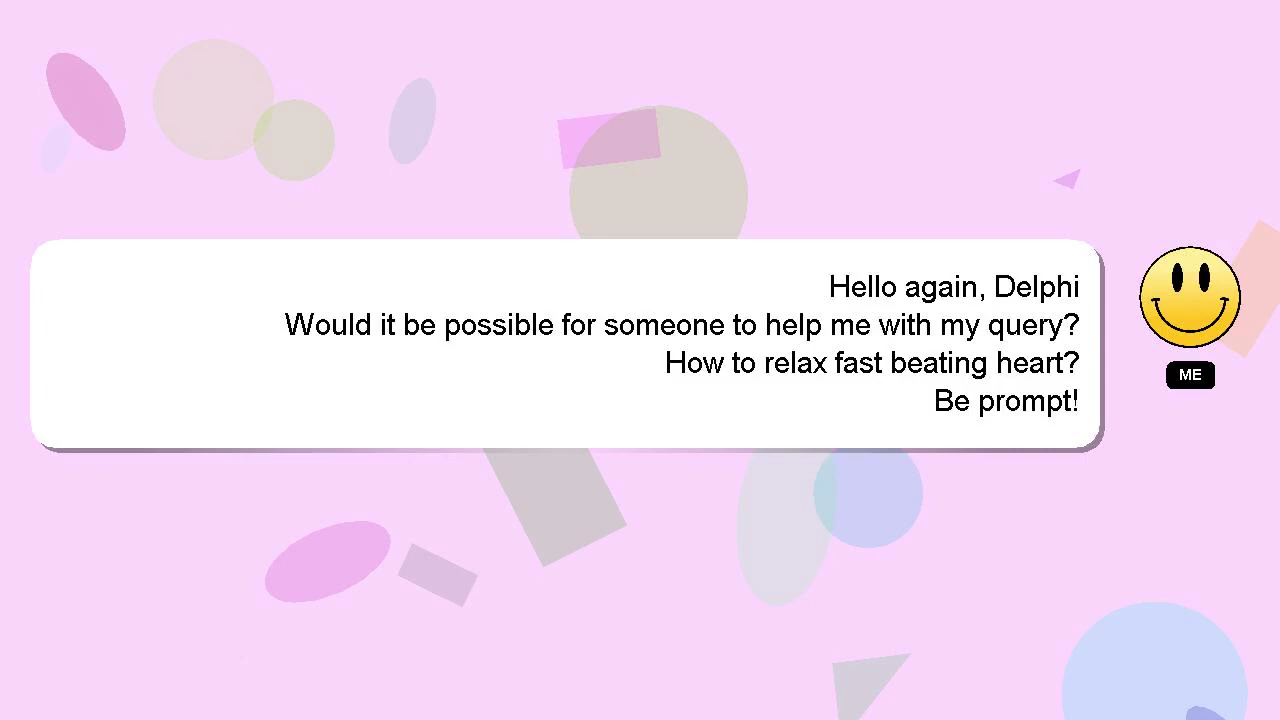 Hello again, Delphi
Would it be possible for someone to help me with my query?
How to relax fast beating heart?
Be prompt!
ME